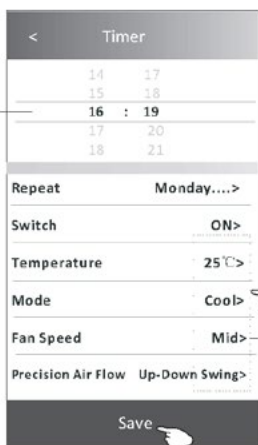 < Timer
14 17
15 18
16 : 19
17 20
18 21
Repeat Monday....>
Switch ON>
Temperature 25℃>
Mode Cool>
Fan Speed Mid>
Precision Air Flow Up-Down Swing>
Save